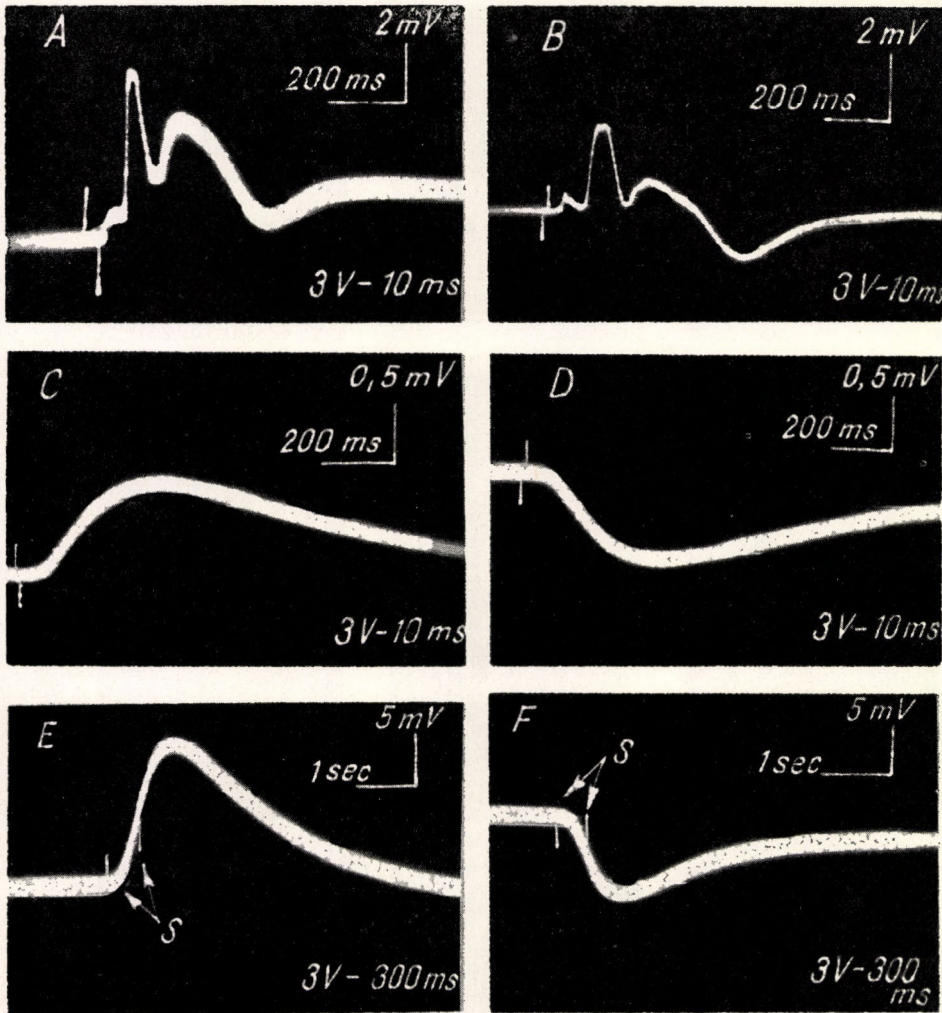 A
2 mV
200 ms
3 V - 10 ms
B
2 mV
200 ms
3 V - 10 ms
C
0,5 mV
200 ms
3 V - 10 ms
D
0,5 mV
200 ms
3 V - 10 ms
E
5 mV
1 sec
S
3 V - 300 ms
F
5 mV
S
1 sec
3 V - 300
ms